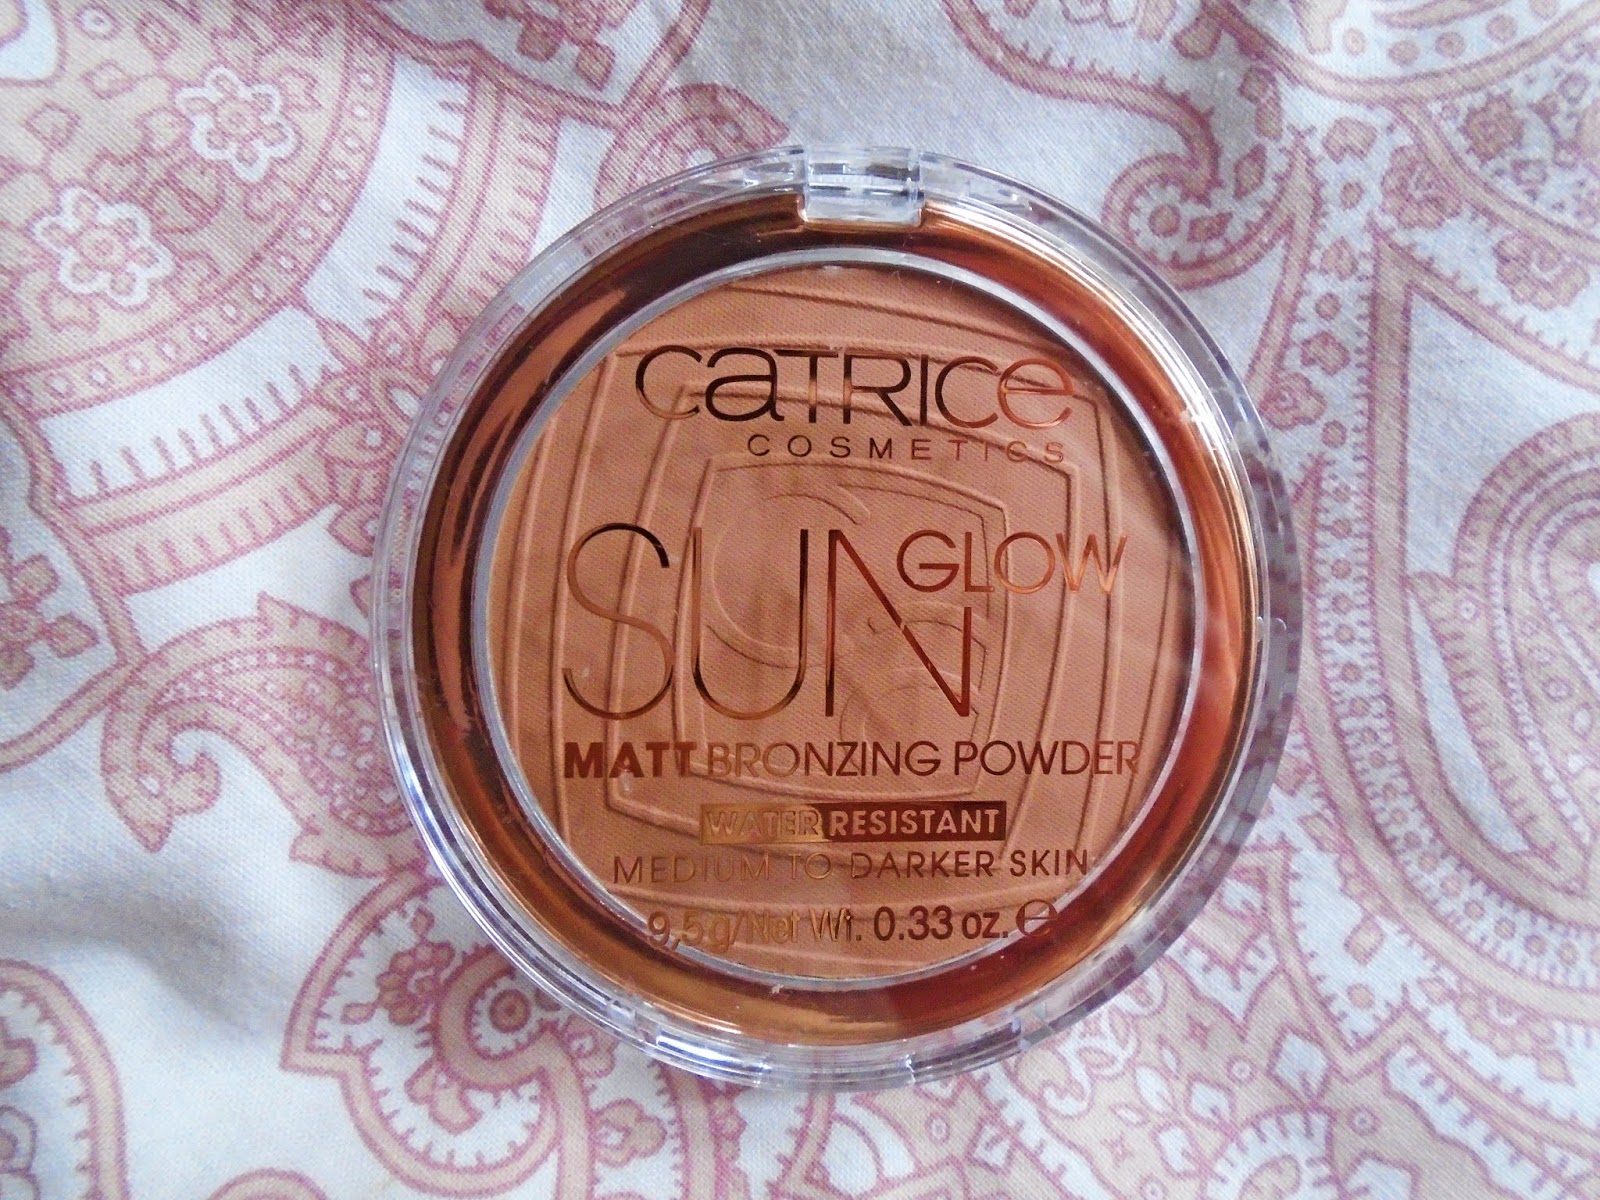 CATRICE
COSMETICS
SUN GLOW
MATT BRONZING POWDER
WATER RESISTANT
MEDIUM TO DARKER SKIN
9,5 g/Net Wt. 0.33 oz. ℮